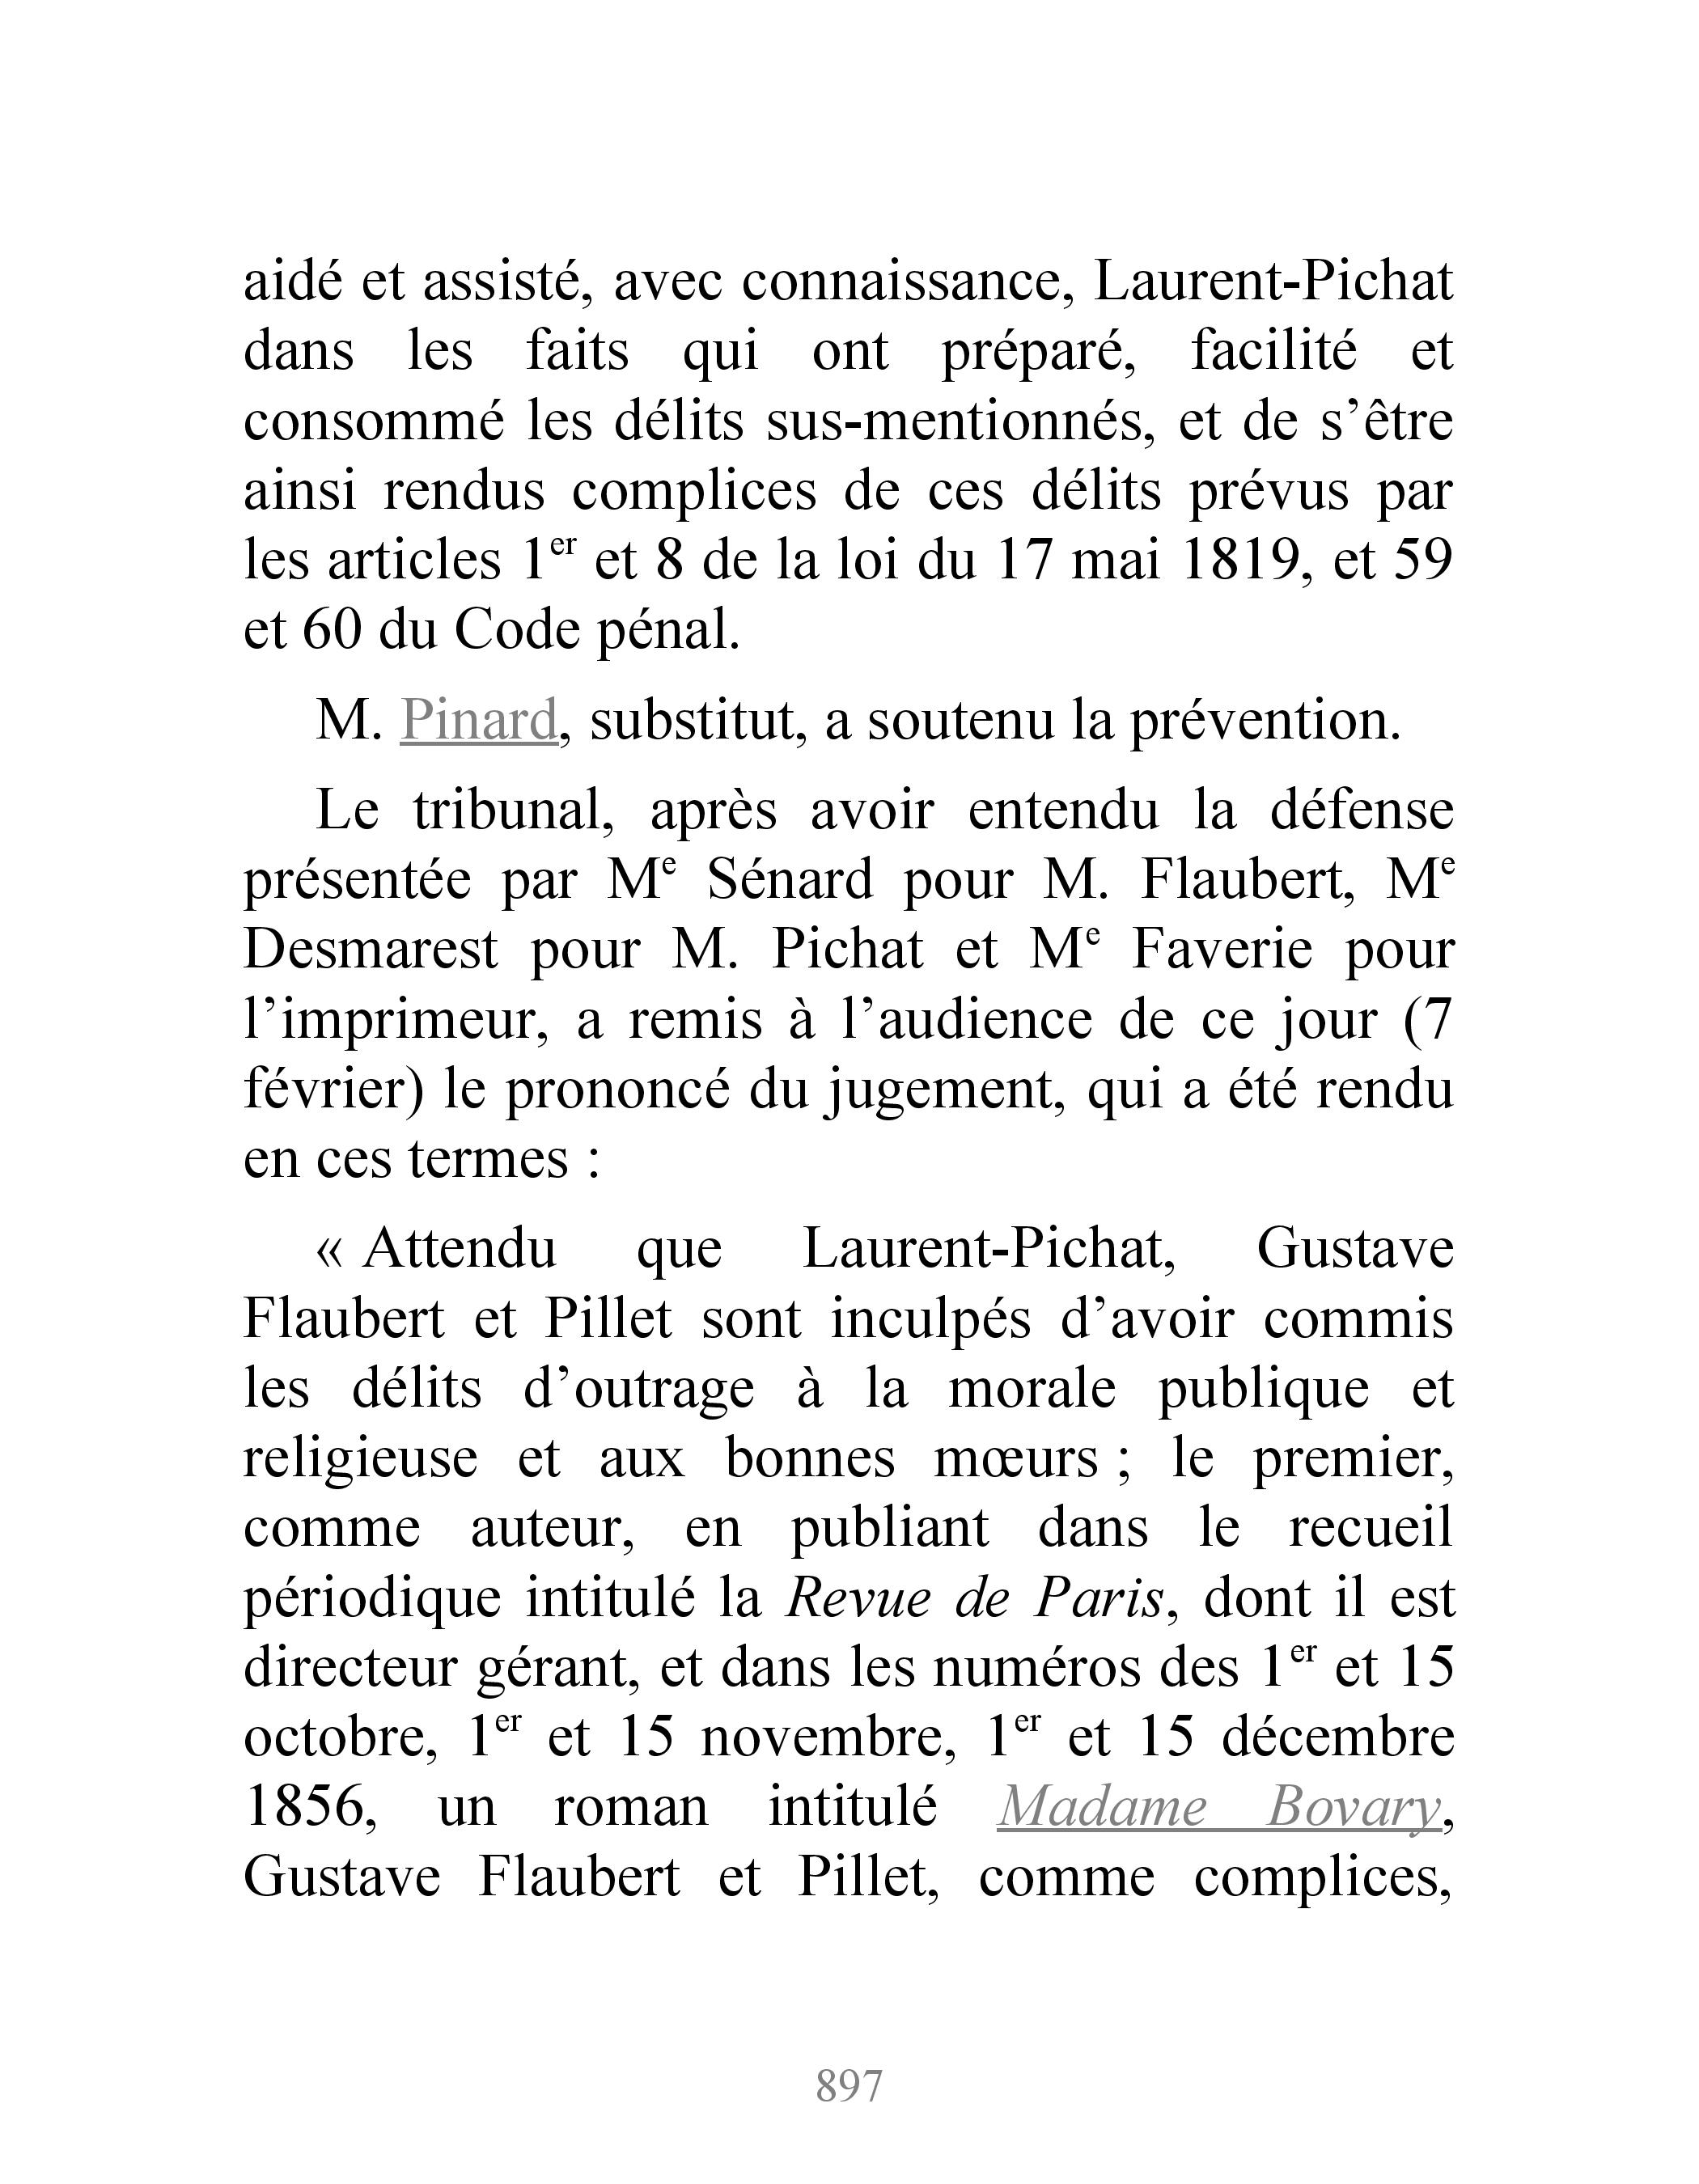 aidé et assisté, avec connaissance, Laurent-Pichat
dans les faits qui ont préparé, facilité et
consommé les délits sus-mentionnés, et de s’être
ainsi rendus complices de ces délits prévus par
les articles 1er et 8 de la loi du 17 mai 1819, et 59
et 60 du Code pénal.
M. Pinard, substitut, a soutenu la prévention.
Le tribunal, après avoir entendu la défense
présentée par Me Sénard pour M. Flaubert, Me
Desmarest pour M. Pichat et Me Faverie pour
l’imprimeur, a remis à l’audience de ce jour (7
février) le prononcé du jugement, qui a été rendu
en ces termes :
« Attendu que Laurent-Pichat, Gustave
Flaubert et Pillet sont inculpés d’avoir commis
les délits d’outrage à la morale publique et
religieuse et aux bonnes mœurs ; le premier,
comme auteur, en publiant dans le recueil
périodique intitulé la Revue de Paris, dont il est
directeur gérant, et dans les numéros des 1er et 15
octobre, 1er et 15 novembre, 1er et 15 décembre
1856, un roman intitulé Madame Bovary,
Gustave Flaubert et Pillet, comme complices,
897